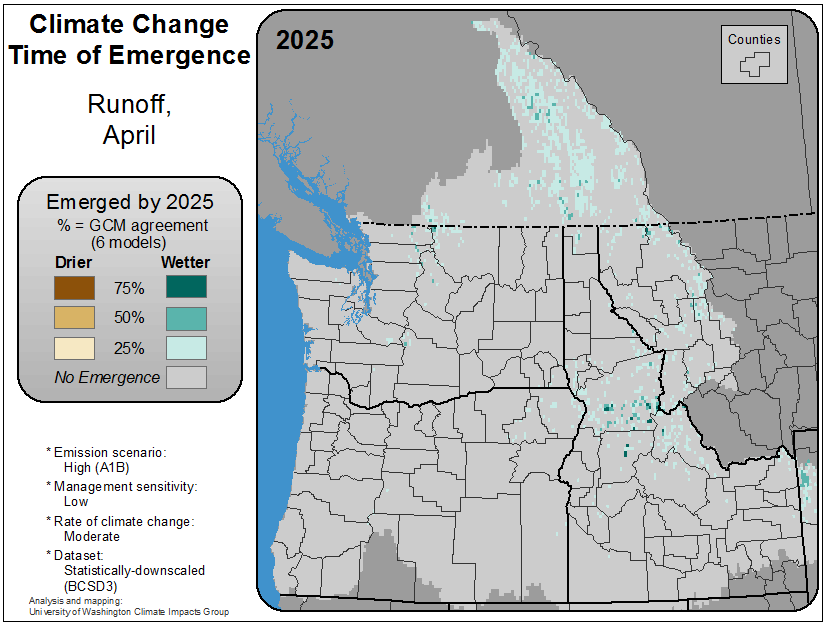 Climate Change
Time of Emergence
Runoff,
April
Emerged by 2025
% = GCM agreement
(6 models)
Drier Wetter
75%
50%
25%
No Emergence
* Emission scenario:
High (A1B)
* Management sensitivity:
Low
* Rate of climate change:
Moderate
* Dataset:
Statistically-downscaled
(BCSD3)
Analysis and mapping:
University of Washington Climate Impacts Group
2025
Counties